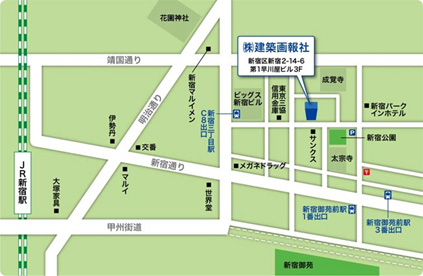 花園神社
㈱建築画報社
新宿区新宿2-14-6
第1早川屋ビル3F
靖国通り
成覚寺
明治通り
新宿マルイメン
新宿三丁目駅
C8出口
ビッグス
新宿ビル
東京三協
信用金庫
新宿パーク
インホテル
伊勢丹
サンクス
P
新宿公園
交番
新宿通り
メガネドラッグ
太宗寺
JR新宿駅
マルイ
大塚家具
世界堂
新宿御苑前駅
1番出口
新宿御苑前駅
3番出口
甲州街道
新宿御苑